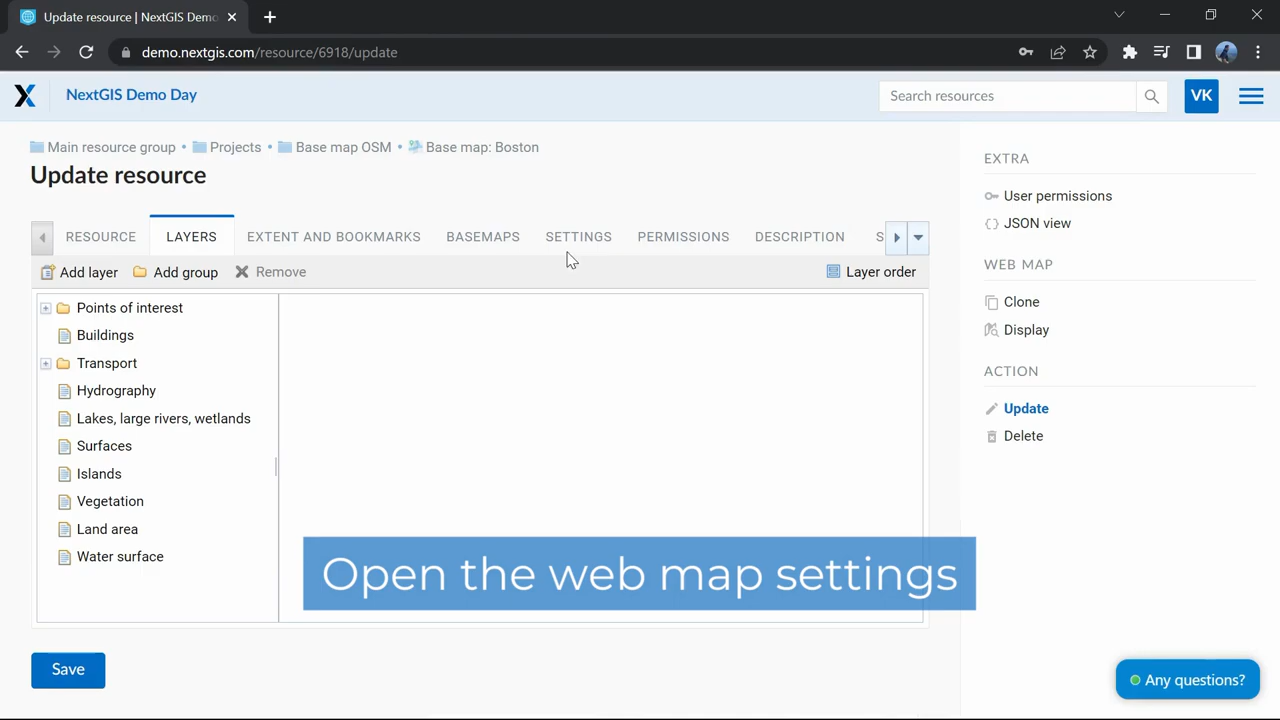 Update resource | NextGIS Demo
demo.nextgis.com/resource/6918/update
NextGIS Demo Day
Search resources
VK
Main resource group • Projects • Base map OSM • Base map: Boston
Update resource
RESOURCE LAYERS EXTENT AND BOOKMARKS BASEMAPS SETTINGS PERMISSIONS DESCRIPTION S
Add layer Add group Remove Layer order
Points of interest
Buildings
Transport
Hydrography
Lakes, large rivers, wetlands
Surfaces
Islands
Vegetation
Land area
Water surface
Save
EXTRA
User permissions
JSON view
WEB MAP
Clone
Display
ACTION
Update
Delete
Open the web map settings
Any questions?